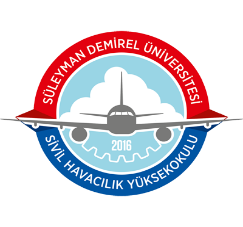 SÜLEYMAN DEMİREL ÜNİVERSİTESİ
2016
SİVİL HAVACILIK YÜKSEKOKULU